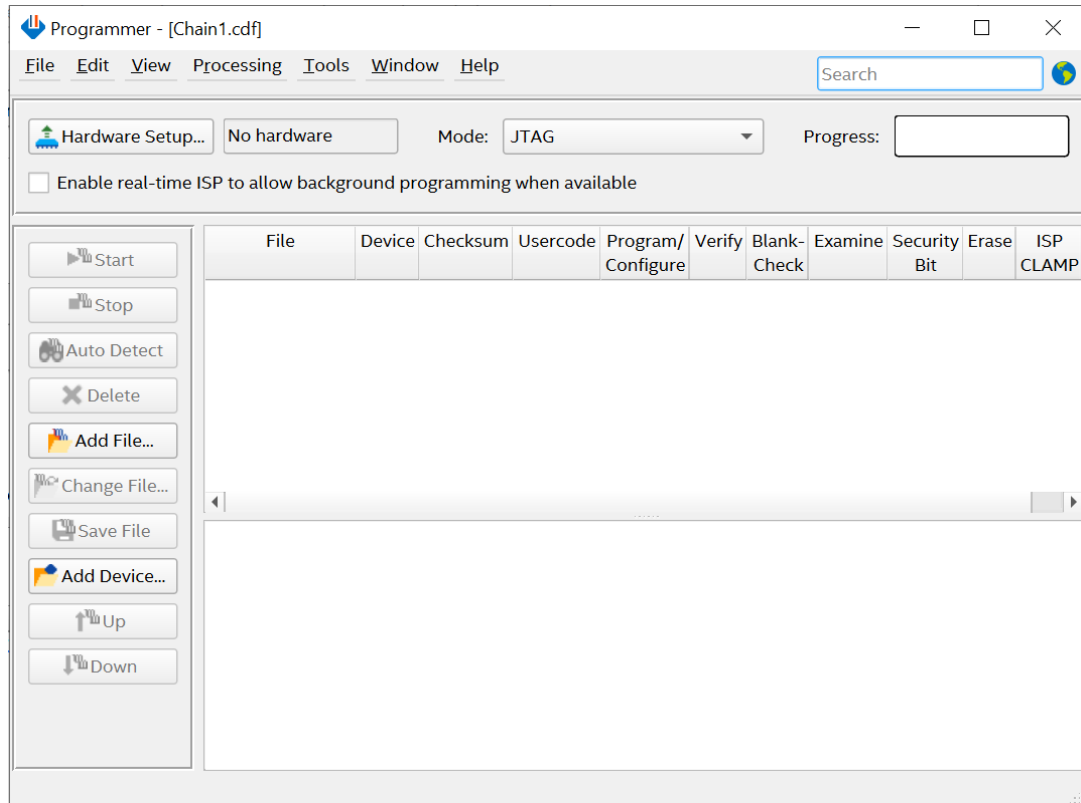 Programmer - [Chain1.cdf]
File Edit View Processing Tools Window Help
Search
Hardware Setup... No hardware Mode: JTAG Progress:
Enable real-time ISP to allow background programming when available
File Device Checksum Usercode Program/ Configure Verify Blank- Check Examine Security Bit Erase ISP CLAMP
Start
Stop
Auto Detect
Delete
Add File...
Change File...
Save File
Add Device...
Up
Down